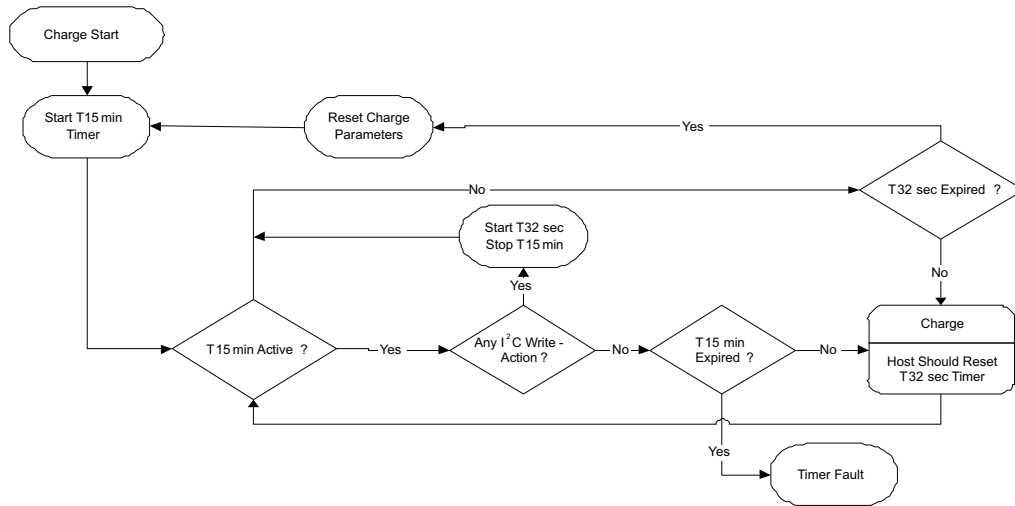 Charge Start
Start T15 min
Timer
Reset Charge
Parameters
Yes
No
T32 sec Expired ?
Start T32 sec
Stop T15 min
No
Yes
T15 min Active ?
Yes
Any I²C Write -
Action ?
No
T15 min
Expired ?
No
Charge
Host Should Reset
T32 sec Timer
Yes
Timer Fault